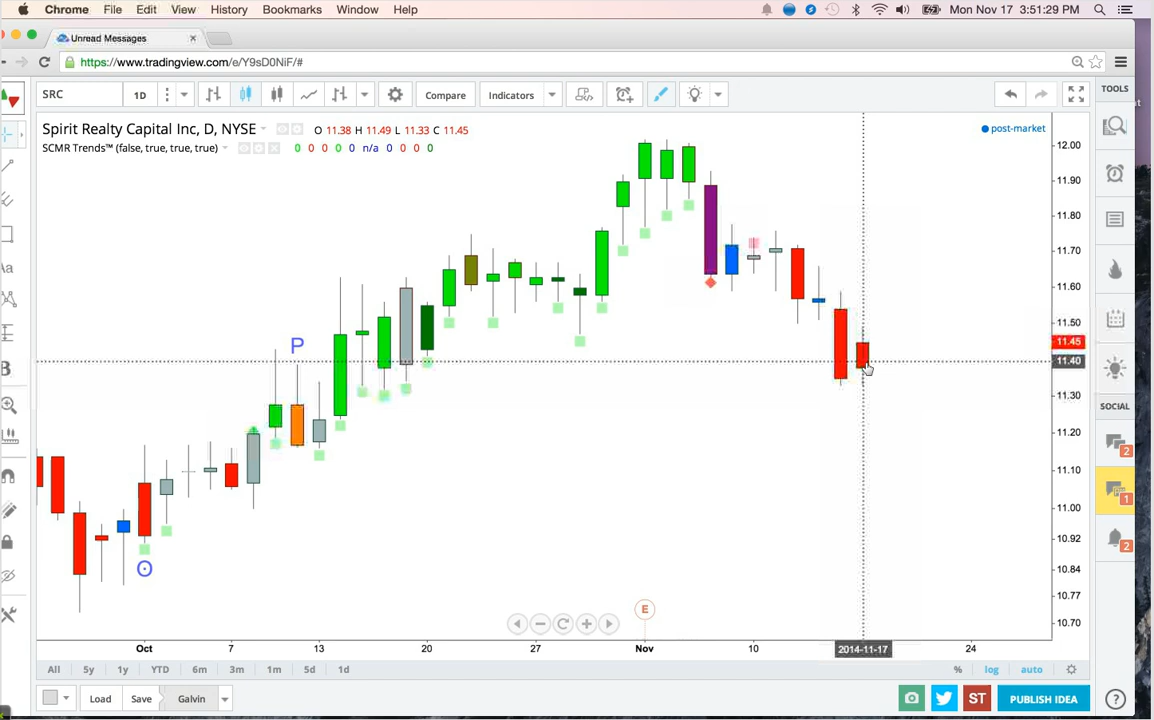 Chrome File Edit View History Bookmarks Window Help Mon Nov 17 3:51:29 PM
Unread Messages
https://www.tradingview.com/e/Y9sD0NiF/#
SRC 1D Compare Indicators TOOLS
Spirit Realty Capital Inc, D, NYSE O 11.38 H 11.49 L 11.33 C 11.45 post-market
SCMR Trends™ (false, true, true, true) 0 0 0 0 0 n/a 0 0 0 0
12.00
11.90
11.80
11.70
11.60
11.50
11.45
11.40
11.30
11.20
11.10
11.00
10.92
10.84
10.77
10.70
P
E
Aa
B
SOCIAL
2
1
2
Oct 7 13 20 27 Nov 10 2014-11-17 24
All 5y 1y YTD 6m 3m 1m 5d 1d % log auto
Load Save Galvin ST PUBLISH IDEA ?